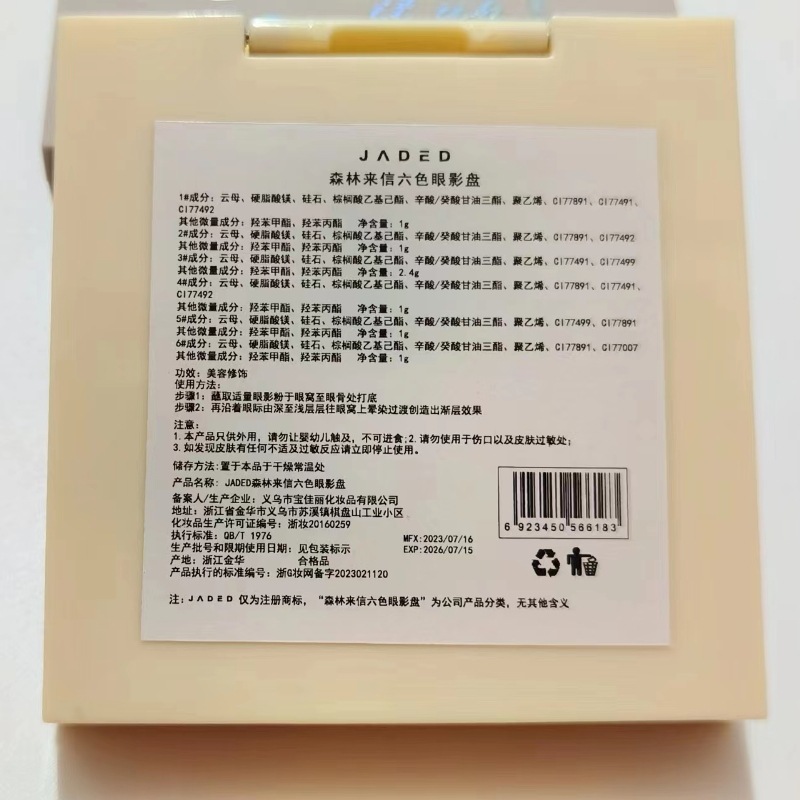 JADED
森林来信六色眼影盘
1#成分：云母、硬脂酸镁、硅石、棕榈酸乙基己酯、辛酸/癸酸甘油三酯、聚乙烯、CI77891、CI77491、
CI77492
其他微量成分：羟苯甲酯、羟苯丙酯 净含量：1g
2#成分：云母、硬脂酸镁、硅石、棕榈酸乙基己酯、辛酸/癸酸甘油三酯、聚乙烯、CI77891、CI77492
其他微量成分：羟苯甲酯、羟苯丙酯 净含量：1g
3#成分：云母、硬脂酸镁、硅石、棕榈酸乙基己酯、辛酸/癸酸甘油三酯、聚乙烯、CI77491、CI77499
其他微量成分：羟苯甲酯、羟苯丙酯 净含量：2.4g
4#成分：云母、硬脂酸镁、硅石、棕榈酸乙基己酯、辛酸/癸酸甘油三酯、聚乙烯、CI77891、CI77491、
CI77492
其他微量成分：羟苯甲酯、羟苯丙酯 净含量：1g
5#成分：云母、硬脂酸镁、硅石、棕榈酸乙基己酯、辛酸/癸酸甘油三酯、聚乙烯、CI77499、CI77891
其他微量成分：羟苯甲酯、羟苯丙酯 净含量：1g
6#成分：云母、硬脂酸镁、硅石、棕榈酸乙基己酯、辛酸/癸酸甘油三酯、聚乙烯、CI77891、CI77007
其他微量成分：羟苯甲酯、羟苯丙酯 净含量：1g
功效：美容修饰
使用方法：
步骤1：蘸取适量眼影粉于眼窝至眼骨处打底
步骤2：再沿着眼际由深至浅层层往眼窝上晕染过渡创造出渐层效果
注意：
1.本产品只供外用，请勿让婴幼儿触及，不可进食;2.请勿使用于伤口以及皮肤过敏处;
3.如发现皮肤有任何不适及过敏反应请立即停止使用。
储存方法:置于本品于干燥常温处
产品名称：JADED森林来信六色眼影盘
备案人/生产企业：义乌市宝佳丽化妆品有限公司
地址：浙江省金华市义乌市苏溪镇棋盘山工业小区
化妆品生产许可证编号：浙妆20160259
执行标准：QB/T 1976
MFX:2023/07/16
生产批号和限期使用日期：见包装标示
EXP:2026/07/15
产地：浙江金华 合格品
产品执行的标准编号：浙G妆网备字2023021120
6 923450 566183
注：JADED 仅为注册商标，“森林来信六色眼影盘”为公司产品分类，无其他含义